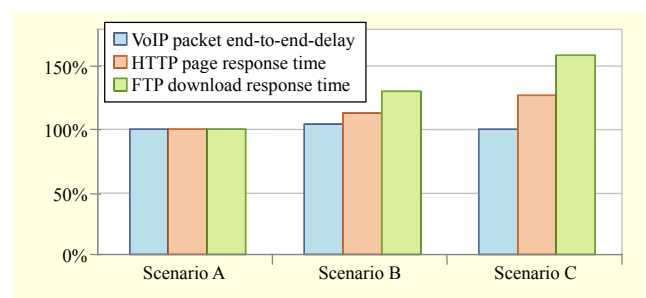 VoIP packet end-to-end-delay
HTTP page response time
FTP download response time
150%
100%
50%
0%
Scenario A
Scenario B
Scenario C